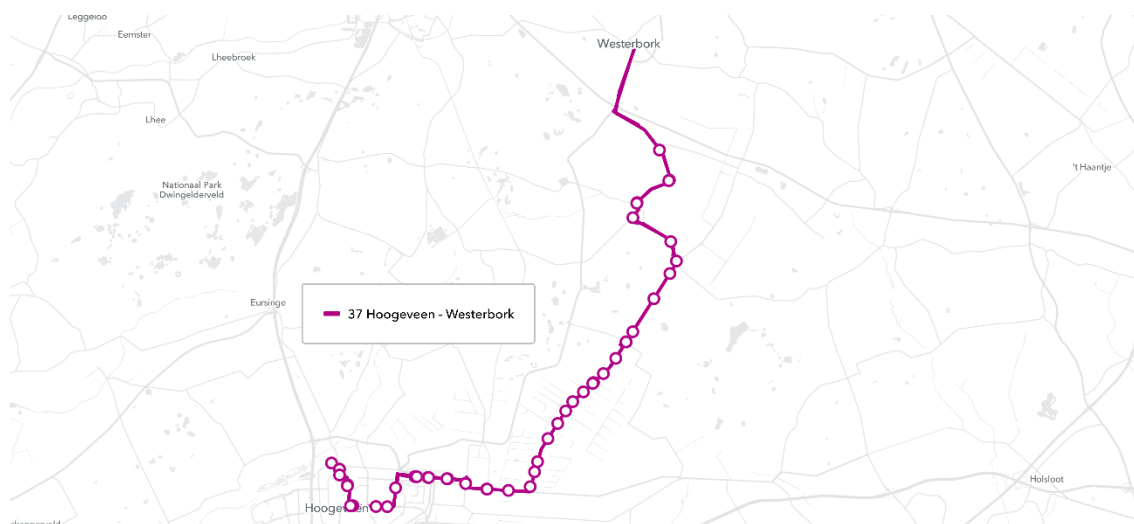 Leggeloo
Eemster
Westerbork
Lheebroek
Lhee
't Haantje
Nationaal Park
Dwingelderveld
Eursinge
37 Hoogeveen - Westerbork
Holsloot
Hoogeveen